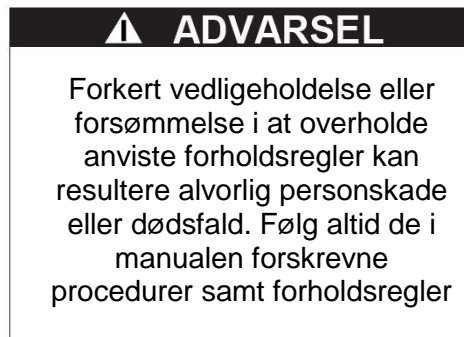 ADVARSEL
Forkert vedligeholdelse eller
forsømmelse i at overholde
anviste forholdsregler kan
resultere alvorlig personskade
eller dødsfald. Følg altid de i
manualen forskrevne
procedurer samt forholdsregler